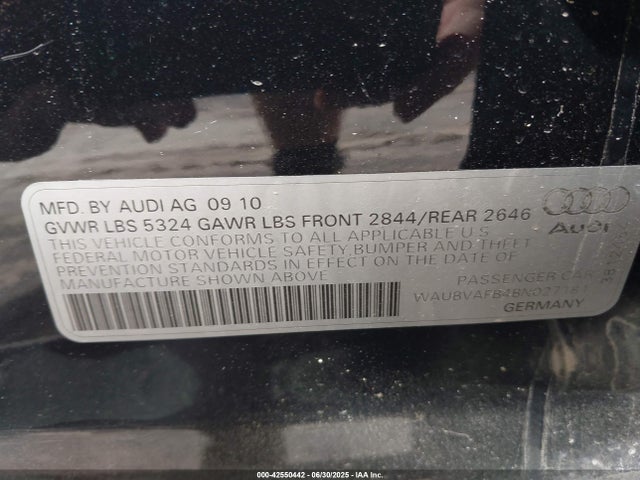 MFD. BY AUDI AG 09 10
GVWR LBS 5324 GAWR LBS FRONT 2844/REAR 2646
THIS VEHICLE CONFORMS TO ALL APPLICABLE U.S
FEDERAL MOTOR VEHICLE SAFETY, BUMPER AND THEFT
PREVENTION STANDARDS IN EFFECT ON THE DATE OF
MANUFACTURE SHOWN ABOVE
PASSENGER CAR
GERMANY
Audi
000-42550442 - 06/30/2025 - IAA Inc.